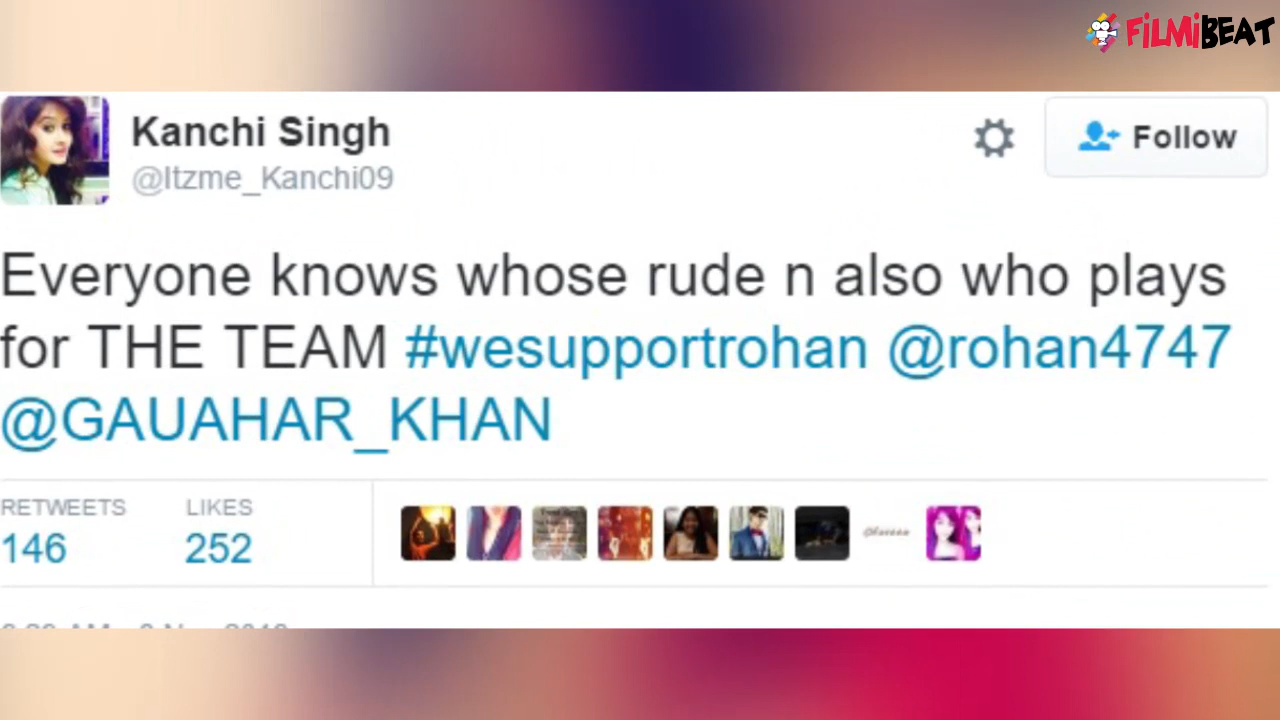 FILMIBEAT
Kanchi Singh
Follow
@Itzme_Kanchi09
Everyone knows whose rude n also who plays
for THE TEAM #wesupportrohan @rohan4747
@GAUAHAR_KHAN
RETWEETS LIKES
146 252